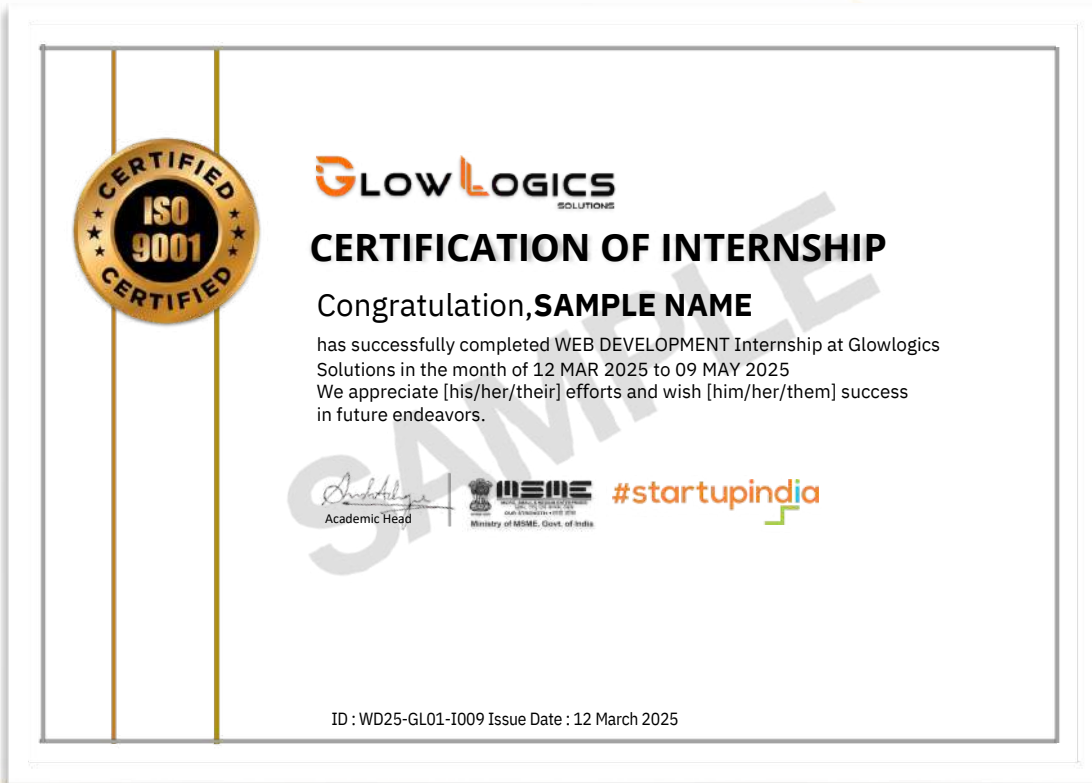 CERTIFIED
ISO
9001
CERTIFIED
GLOW LOGICS
SOLUTIONS
CERTIFICATION OF INTERNSHIP
Congratulation,SAMPLE NAME
has successfully completed WEB DEVELOPMENT Internship at Glowlogics
Solutions in the month of 12 MAR 2025 to 09 MAY 2025
We appreciate [his/her/their] efforts and wish [him/her/them] success
in future endeavors.
SAMPLE
Academic Head
MSME
Ministry of MSME, Govt. of India
#startupindia
ID : WD25-GL01-I009 Issue Date : 12 March 2025